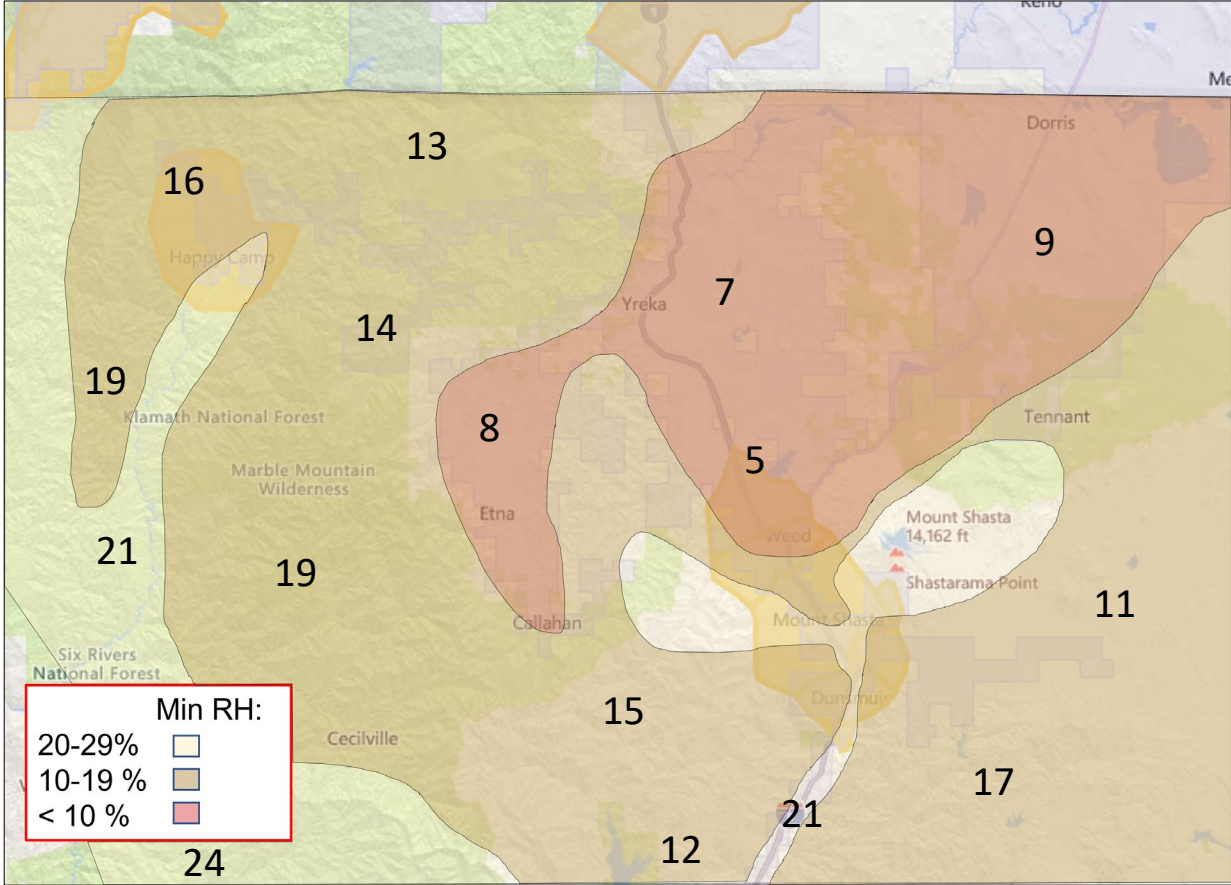 Keno
5
Me
Dorris
13
16
Happy Camp
9
7
Yreka
14
19
Klamath National Forest
Tennant
8
Marble Mountain
Wilderness
5
Etna
Mount Shasta
14,162 ft
Weed
21
19
Shastarama Point
11
Callahan
Mount Shasta
Six Rivers
National Forest
Dunsmuir
15
Min RH:
20-29%
10-19 %
< 10 %
Cecilville
17
21
12
24